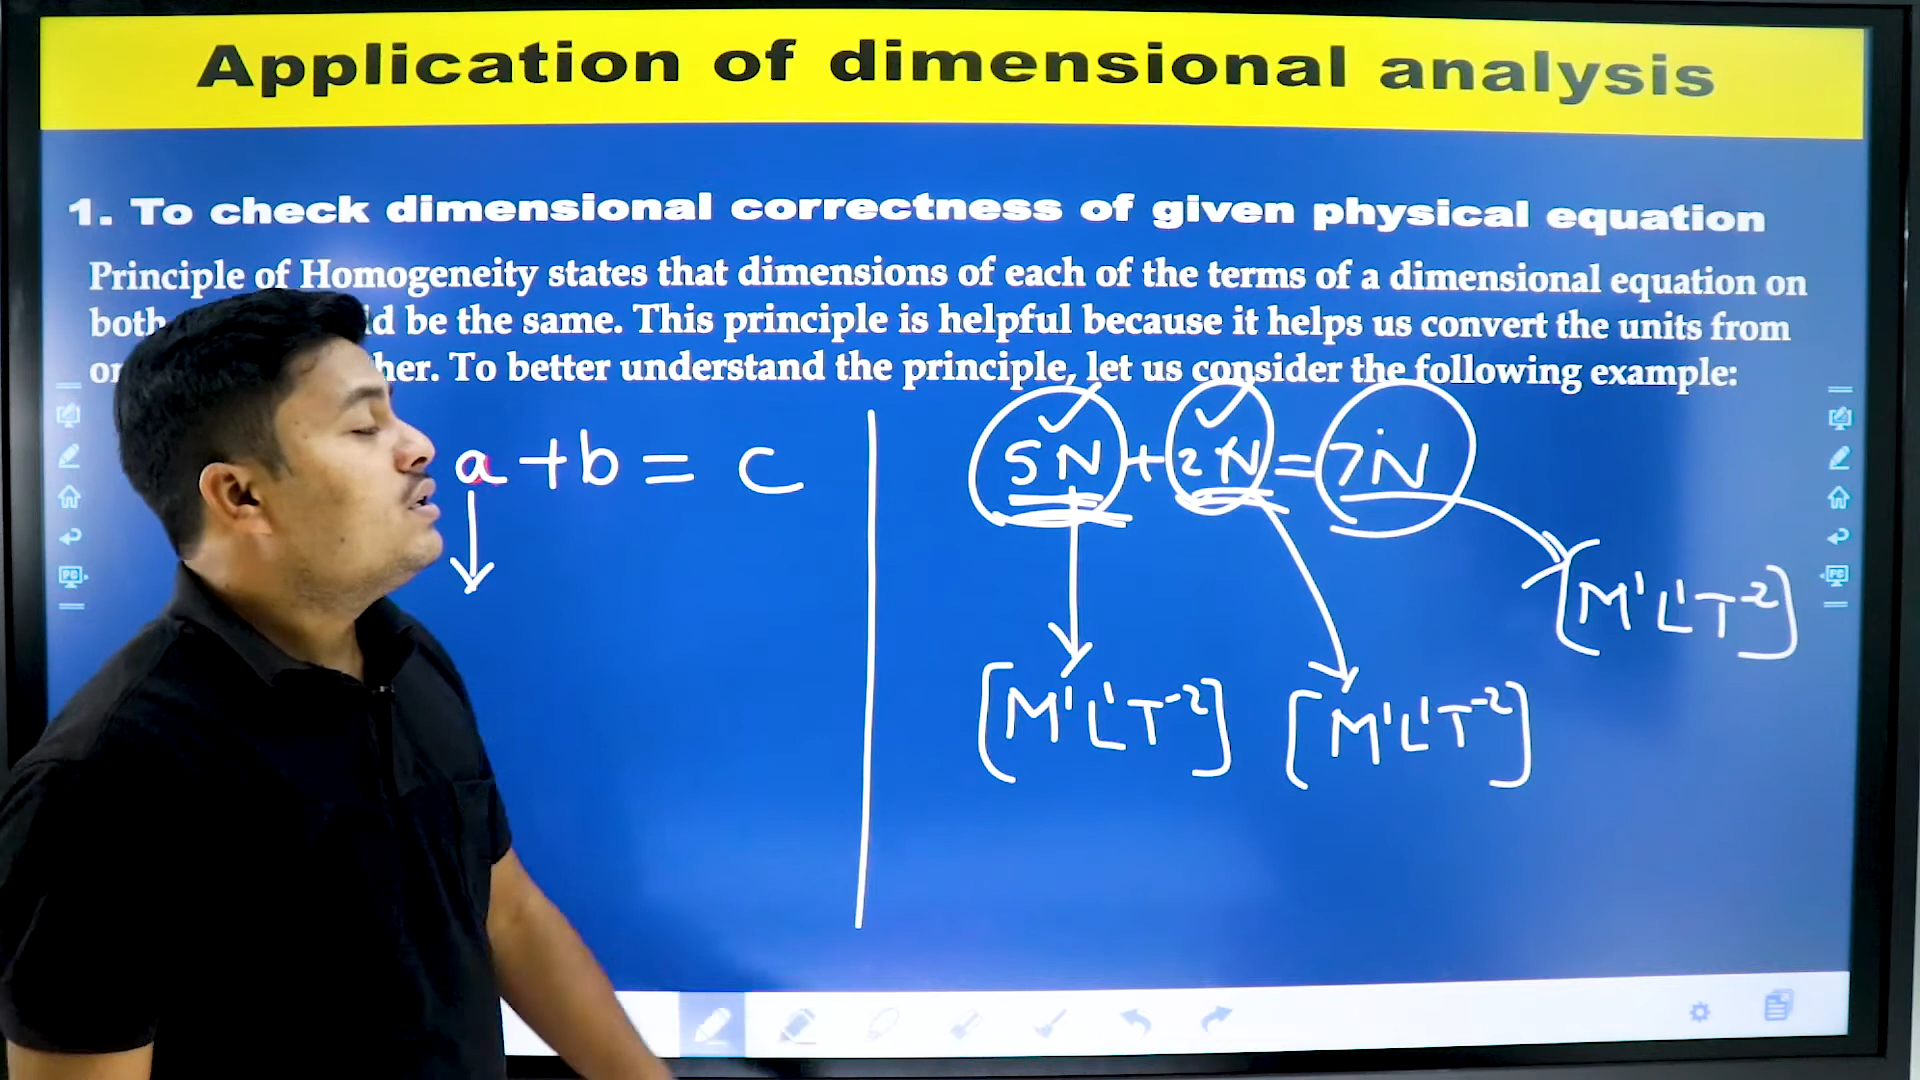 Application of dimensional analysis
1. To check dimensional correctness of given physical equation
Principle of Homogeneity states that dimensions of each of the terms of a dimensional equation on
both be the same. This principle is helpful because it helps us convert the units from
To better understand the principle, let us consider the following example:
a + b = c
5N + 2N = 7N
[M¹L¹T⁻²]
[M¹L¹T⁻²] [M¹L¹T⁻²]